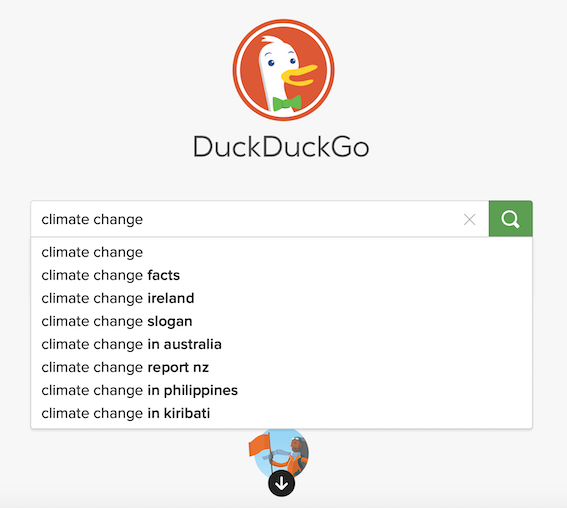 DuckDuckGo
climate change
climate change
climate change facts
climate change ireland
climate change slogan
climate change in australia
climate change report nz
climate change in philippines
climate change in kiribati